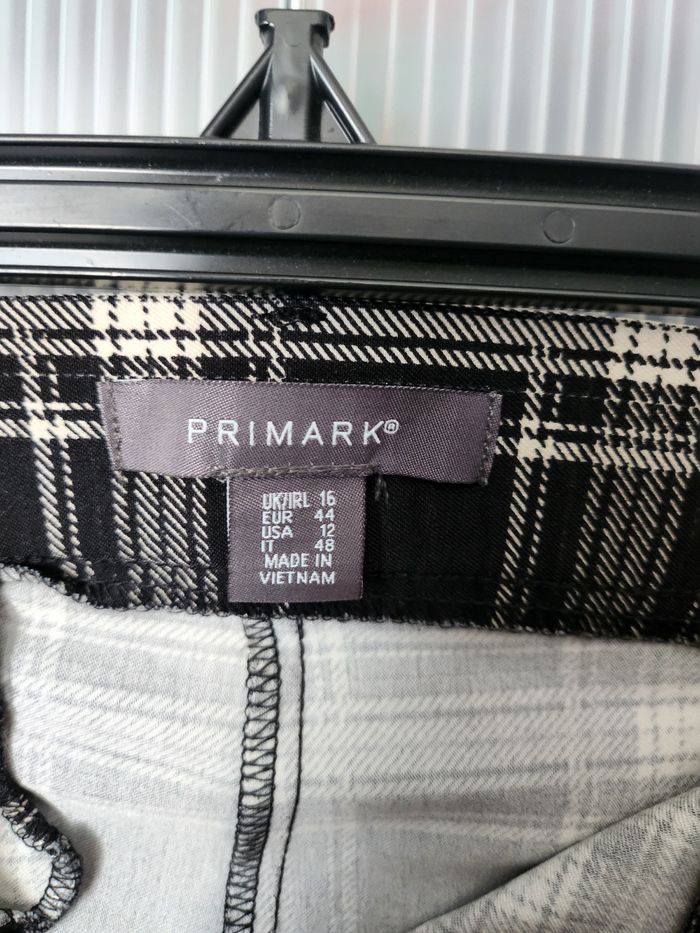 PRIMARK®
UK/IRL 16
EUR 44
USA 12
IT 48
MADE IN
VIETNAM